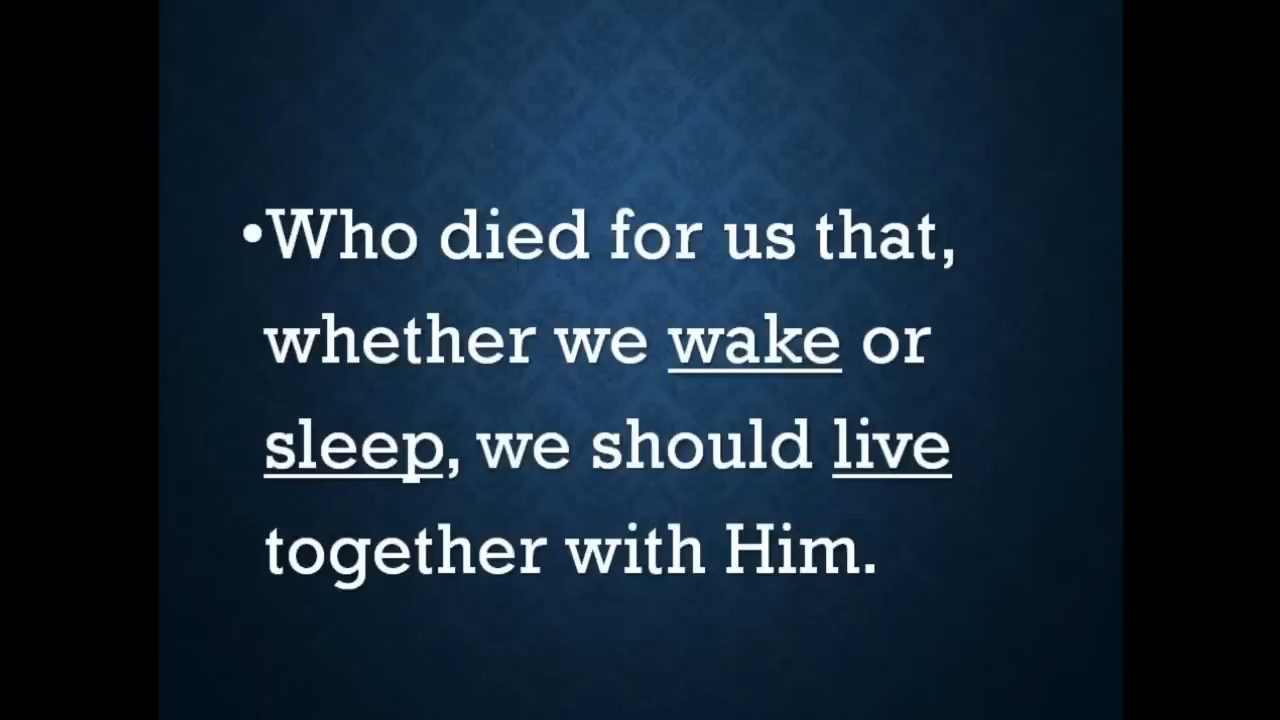 •Who died for us that,
whether we wake or
sleep, we should live
together with Him.